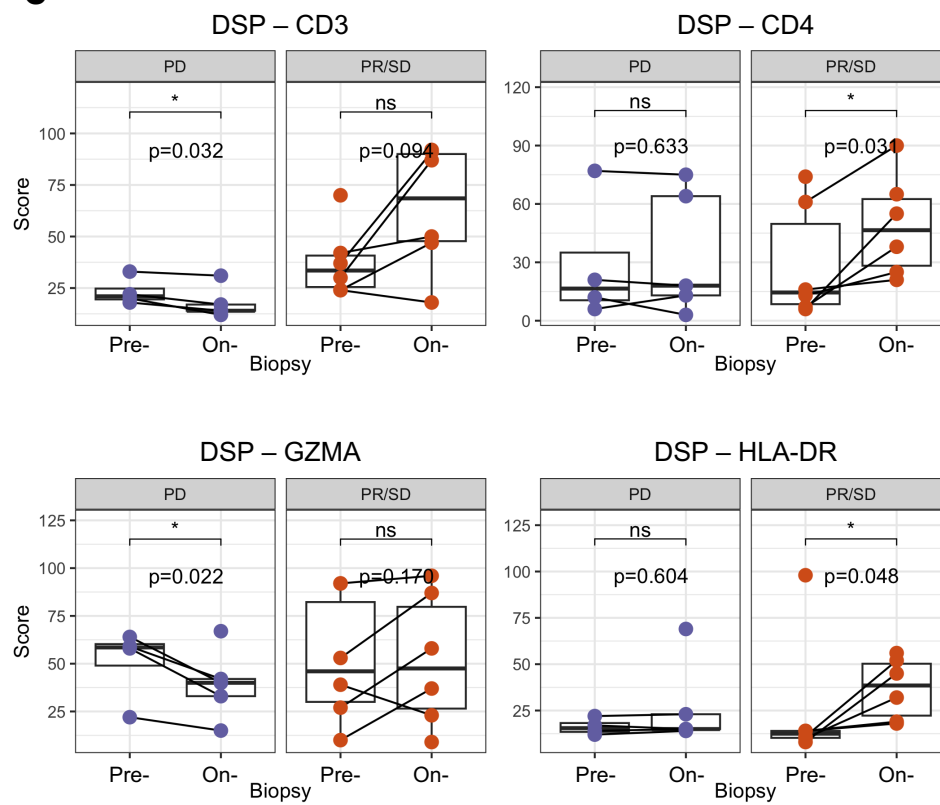 DSP – CD3
DSP – CD4
PD
PR/SD
PD
PR/SD
Score
100
75
50
25
*
p=0.032
ns
p=0.094
120
90
60
30
0
ns
p=0.633
*
p=0.031
Pre-
On-
Pre-
On-
Pre-
On-
Pre-
On-
Biopsy
Biopsy
DSP – GZMA
DSP – HLA-DR
PD
PR/SD
PD
PR/SD
Score
125
100
75
50
25
*
p=0.022
ns
p=0.170
125
100
75
50
25
ns
p=0.604
*
p=0.048
Pre-
On-
Pre-
On-
Pre-
On-
Pre-
On-
Biopsy
Biopsy